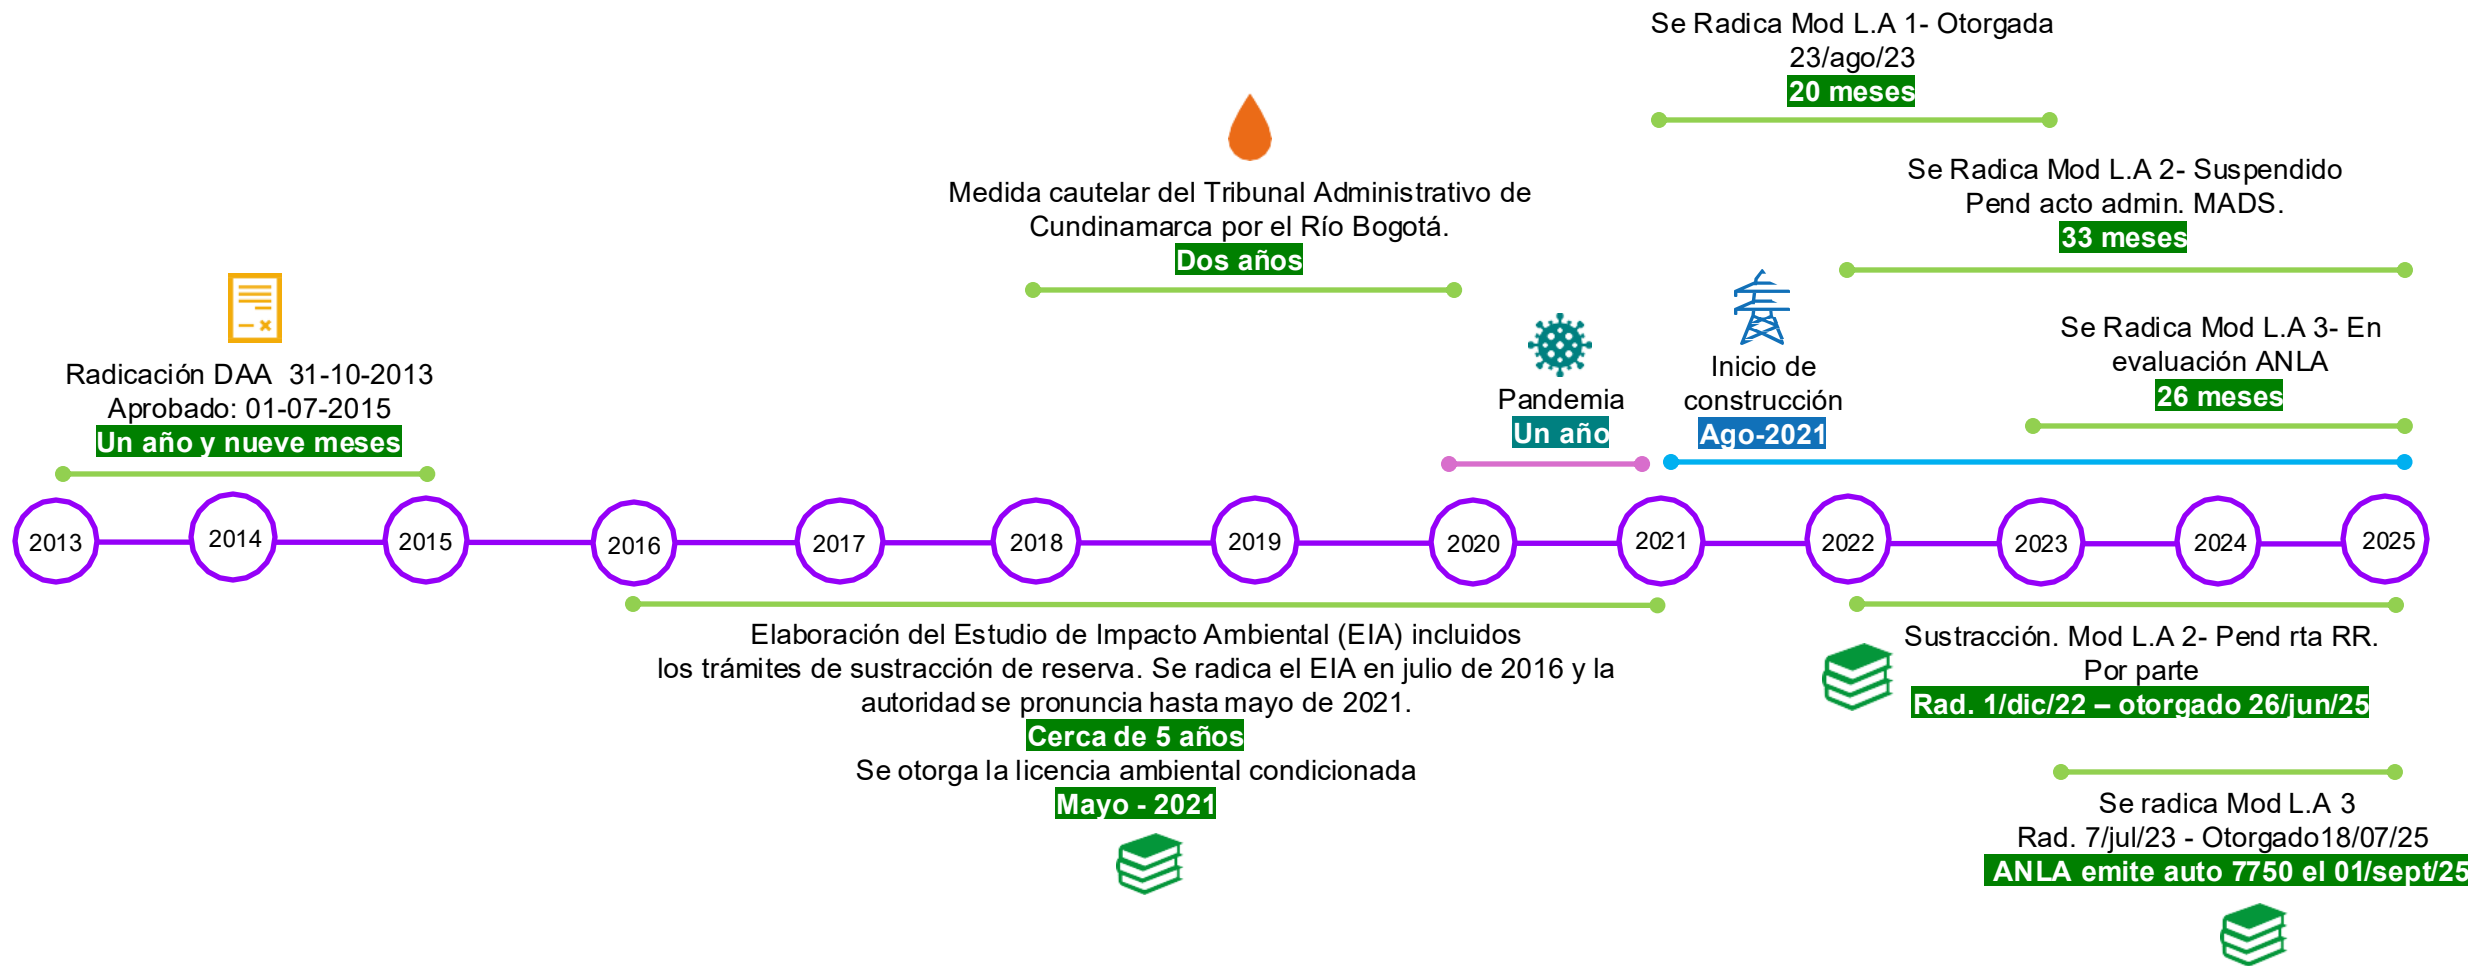 Se Radica Mod L.A 1- Otorgada
23/ago/23
20 meses
Medida cautelar del Tribunal Administrativo de
Cundinamarca por el Río Bogotá.
Dos años
Se Radica Mod L.A 2- Suspendido
Pend acto admin. MADS.
33 meses
Radicación DAA 31-10-2013
Aprobado: 01-07-2015
Un año y nueve meses
Pandemia
Un año
Inicio de
construcción
Ago-2021
Se Radica Mod L.A 3- En
evaluación ANLA
26 meses
2013
2014
2015
2016
2017
2018
2019
2020
2021
2022
2023
2024
2025
Elaboración del Estudio de Impacto Ambiental (EIA) incluidos
los trámites de sustracción de reserva. Se radica el EIA en julio de 2016 y la
autoridad se pronuncia hasta mayo de 2021.
Cerca de 5 años
Se otorga la licencia ambiental condicionada
Mayo - 2021
Sustracción. Mod L.A 2- Pend rta RR.
Por parte
Rad. 1/dic/22 – otorgado 26/jun/25
Se radica Mod L.A 3
Rad. 7/jul/23 - Otorgado18/07/25
ANLA emite auto 7750 el 01/sept/25